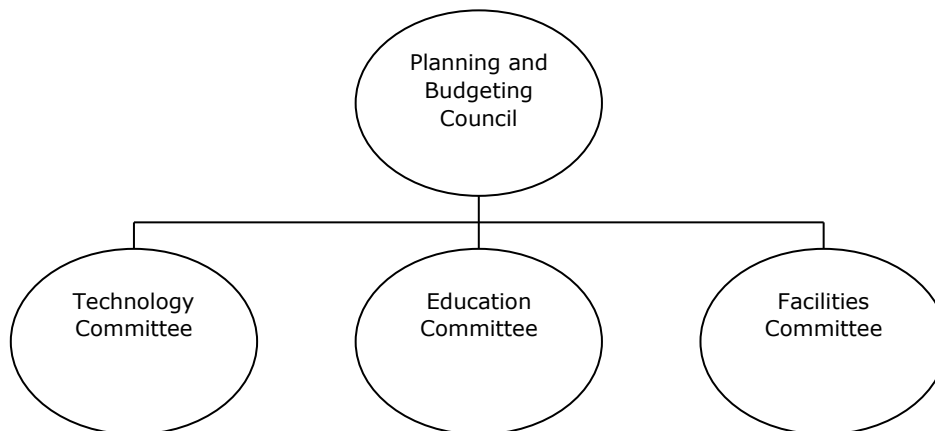 Planning and
Budgeting
Council
Technology
Committee
Education
Committee
Facilities
Committee